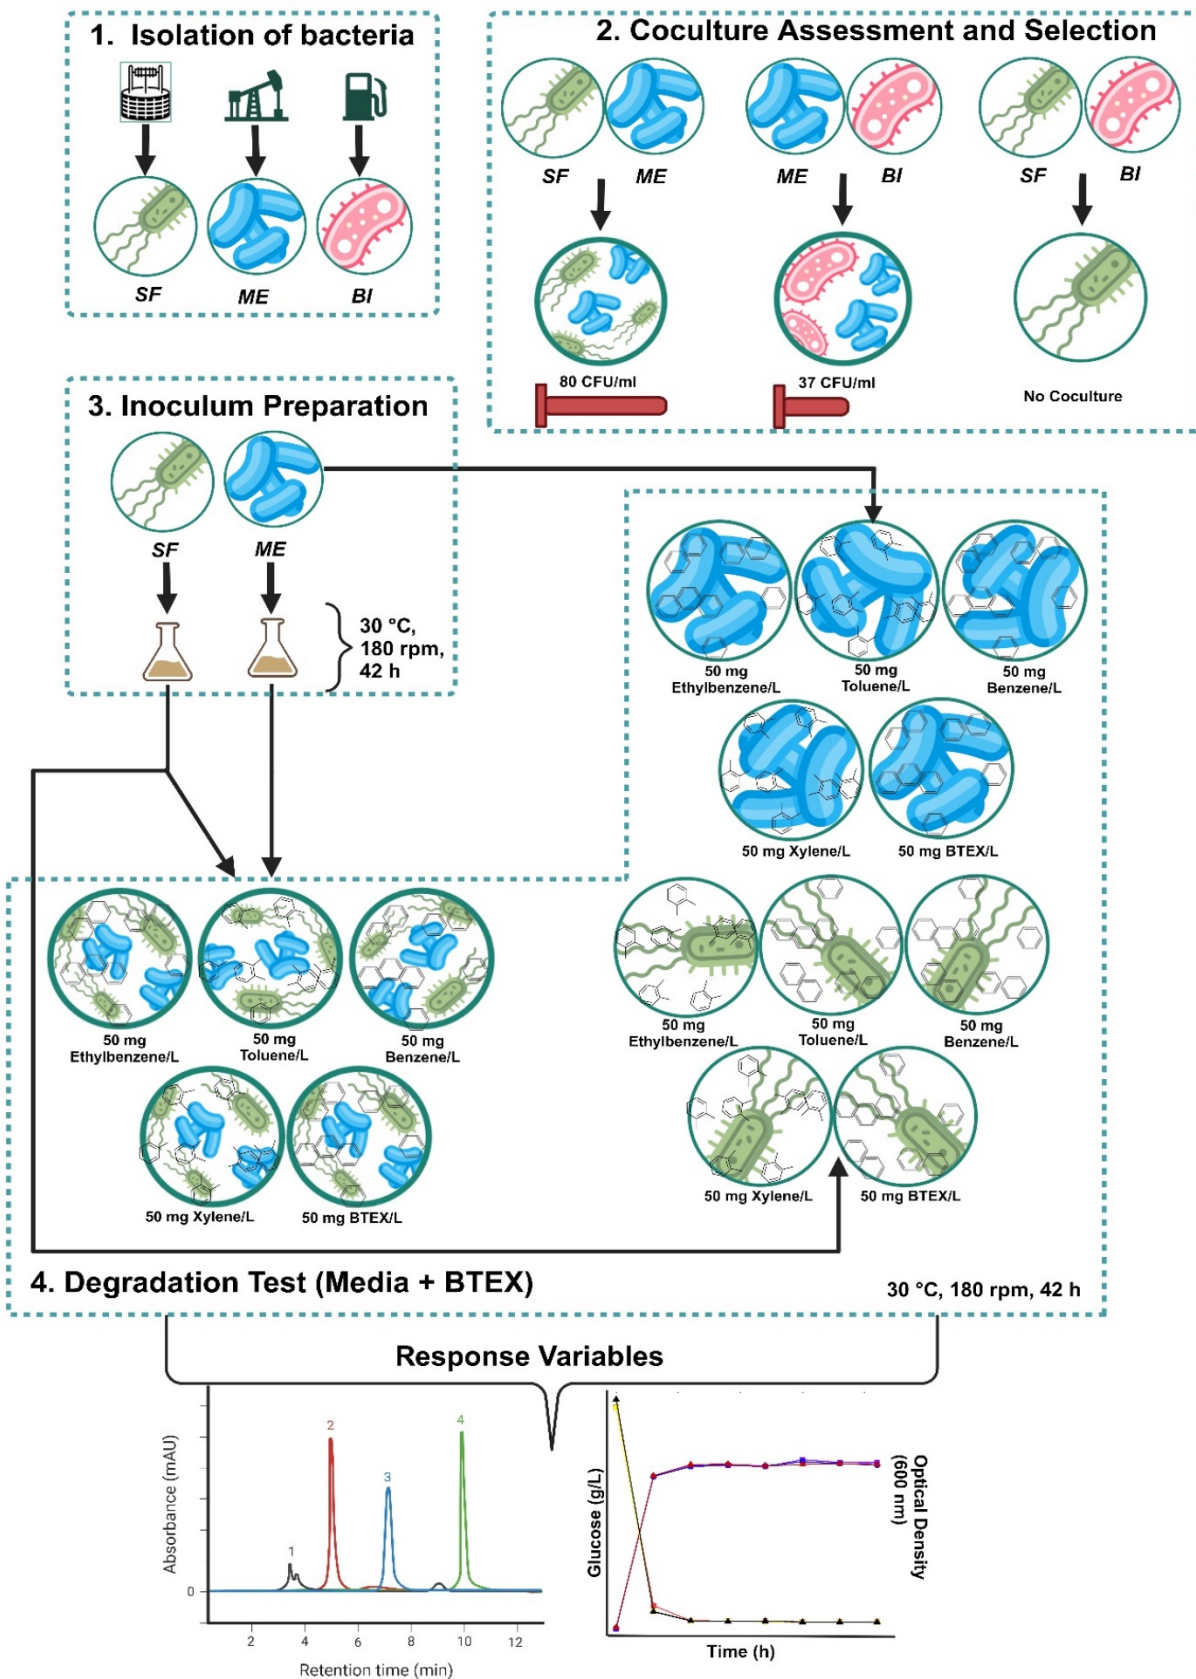 1. Isolation of bacteria
SF
ME
BI
2. Coculture Assessment and Selection
SF
ME
ME
BI
SF
BI
80 CFU/ml
37 CFU/ml
No Coculture
3. Inoculum Preparation
SF
ME
30 °C,
180 rpm,
42 h
50 mg
Ethylbenzene/L
50 mg
Toluene/L
50 mg
Benzene/L
50 mg Xylene/L
50 mg BTEX/L
50 mg
Ethylbenzene/L
50 mg
Toluene/L
50 mg
Benzene/L
50 mg Xylene/L
50 mg BTEX/L
50 mg
Ethylbenzene/L
50 mg
Toluene/L
50 mg
Benzene/L
50 mg Xylene/L
50 mg BTEX/L
4. Degradation Test (Media + BTEX)
30 °C, 180 rpm, 42 h
Response Variables
Absorbance (mAU)
0
1
2
3
4
2
4
6
8
10
12
Retention time (min)
Glucose (g/L)
Optical Density
(600 nm)
Time (h)